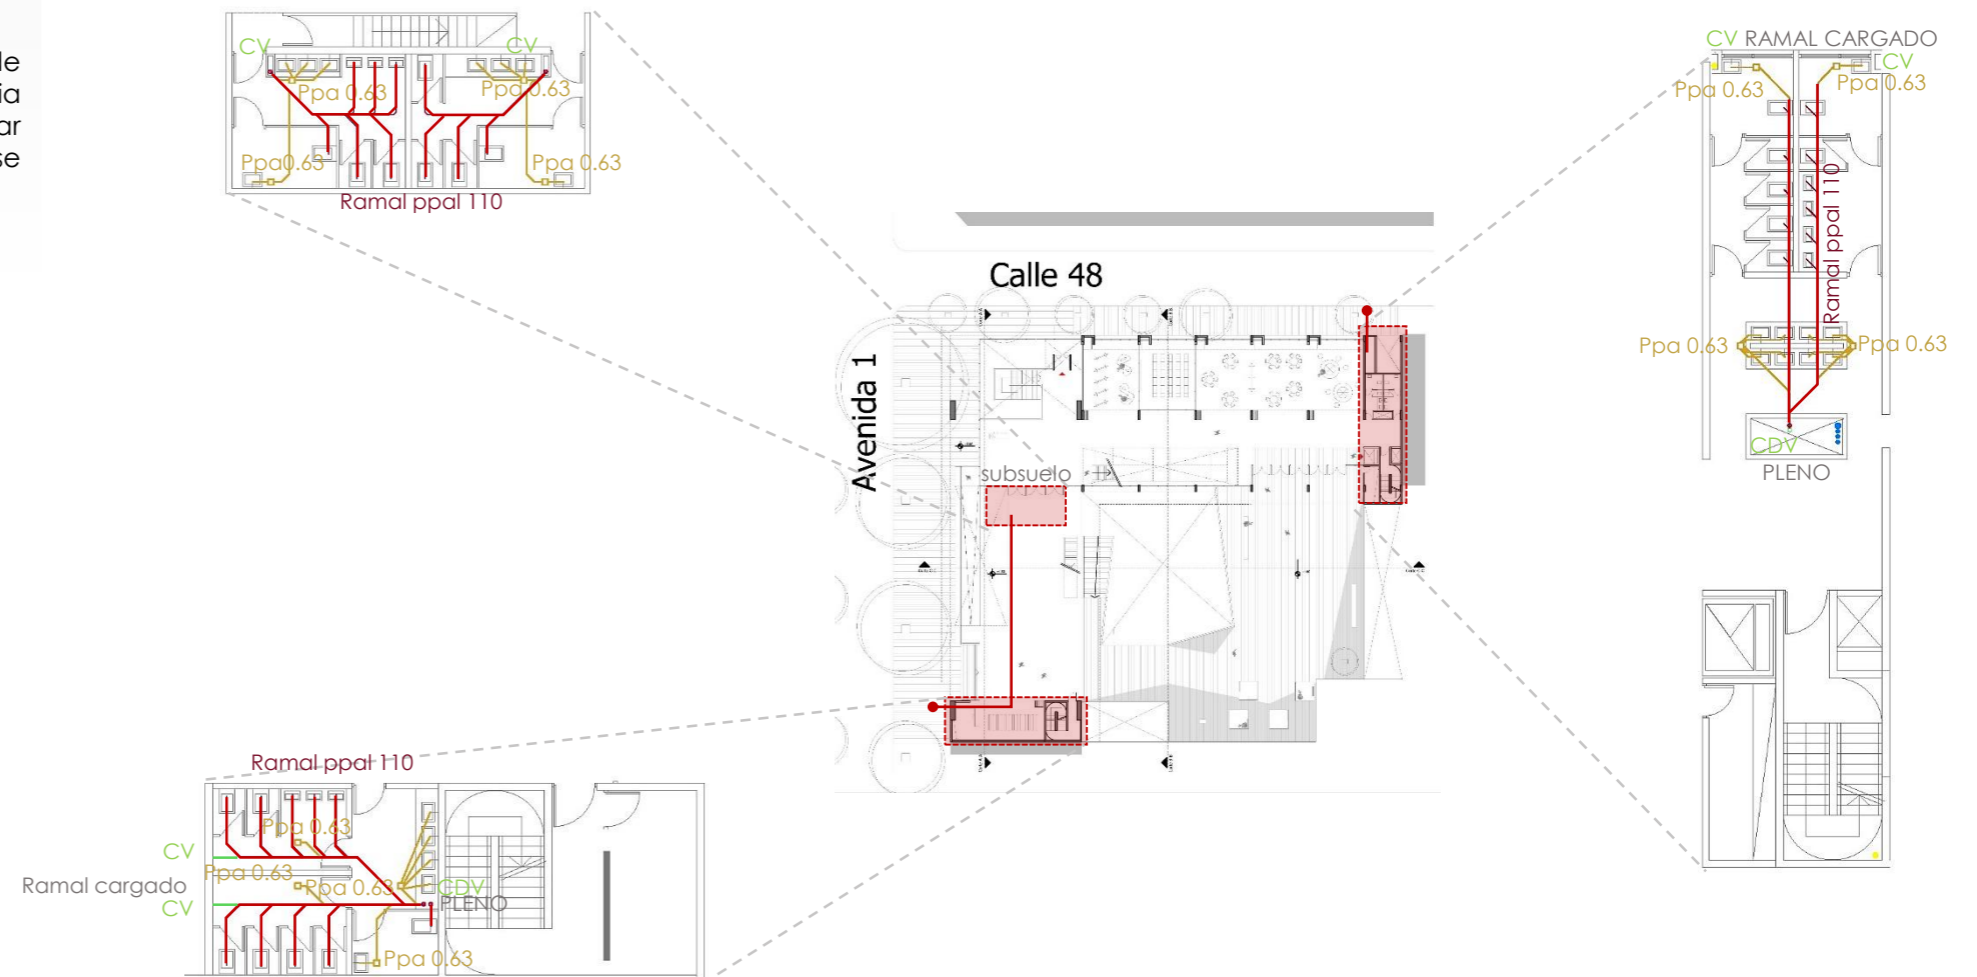 de
ia
ar
se
CV
CV
Ppa 0.63
Ppa 0.63
Ppa0.63
Ppa 0.63
Ramal ppal 110
CV RAMAL CARGADO
CV
Ppa 0.63
Ppa 0.63
Ramal ppal 110
Ppa 0.63
Ppa 0.63
CDV
PLENO
Calle 48
Avenida 1
subsuelo
Ramal ppal 110
Ppa 0.63
CV
Ppa 0.63
Ppa 0.63
Ramal cargado
CDV
CV
PLENO
Ppa 0.63